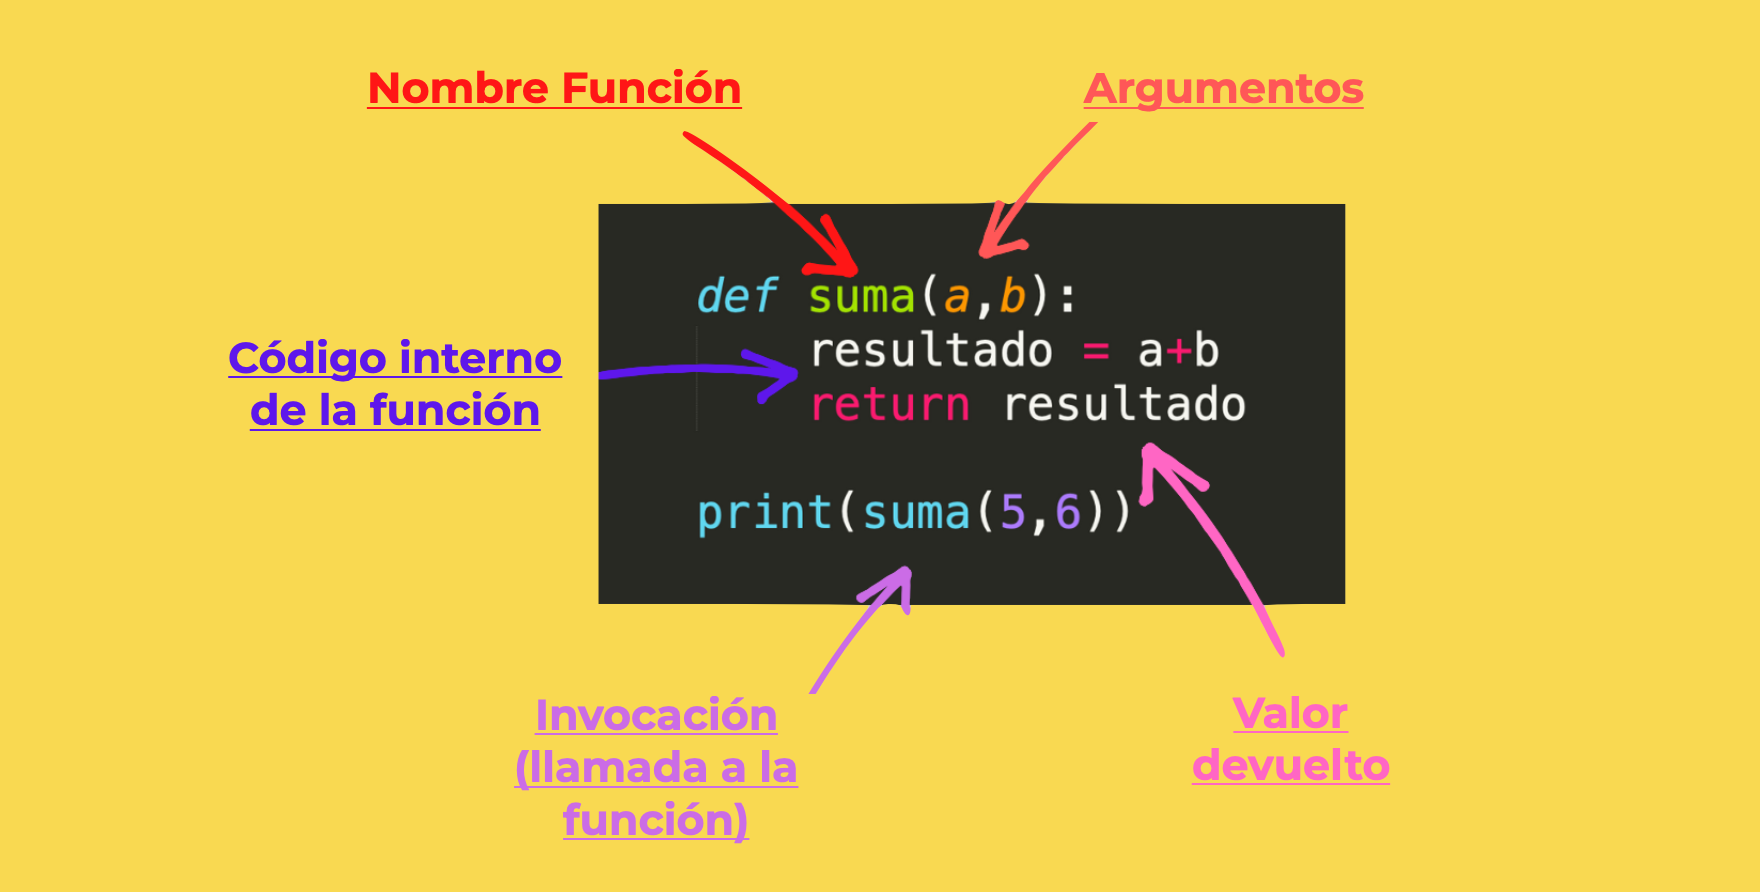 Nombre Función
Argumentos
def suma(a,b):
resultado = a+b
return resultado
print(suma(5,6))
Código interno
de la función
Invocación
(llamada a la
función)
Valor
devuelto